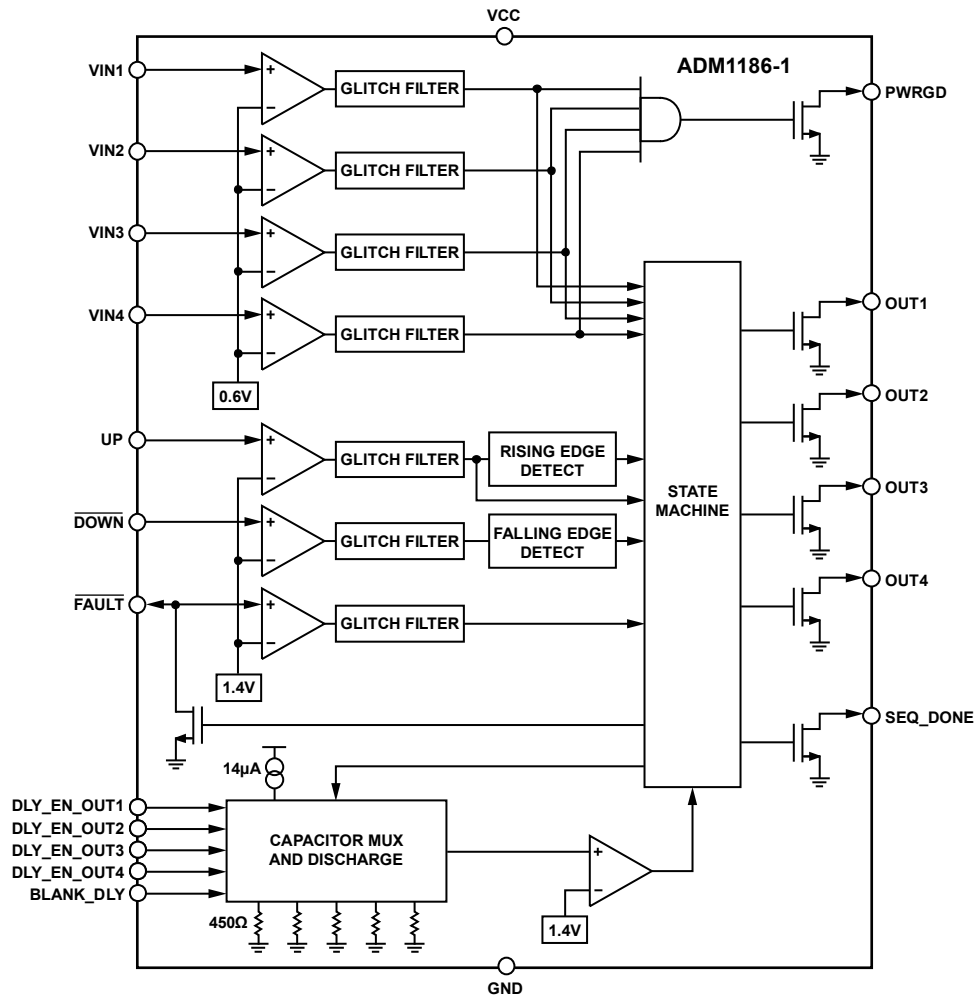 VCC
ADM1186-1
VIN1
GLITCH FILTER
PWRGD
VIN2
GLITCH FILTER
VIN3
GLITCH FILTER
VIN4
GLITCH FILTER
OUT1
0.6V
OUT2
UP
GLITCH FILTER
RISING EDGE
DETECT
STATE
MACHINE
OUT3
DOWN
GLITCH FILTER
FALLING EDGE
DETECT
OUT4
FAULT
GLITCH FILTER
1.4V
SEQ_DONE
14µA
DLY_EN_OUT1
DLY_EN_OUT2
DLY_EN_OUT3
DLY_EN_OUT4
BLANK_DLY
CAPACITOR MUX
AND DISCHARGE
450Ω
1.4V
GND